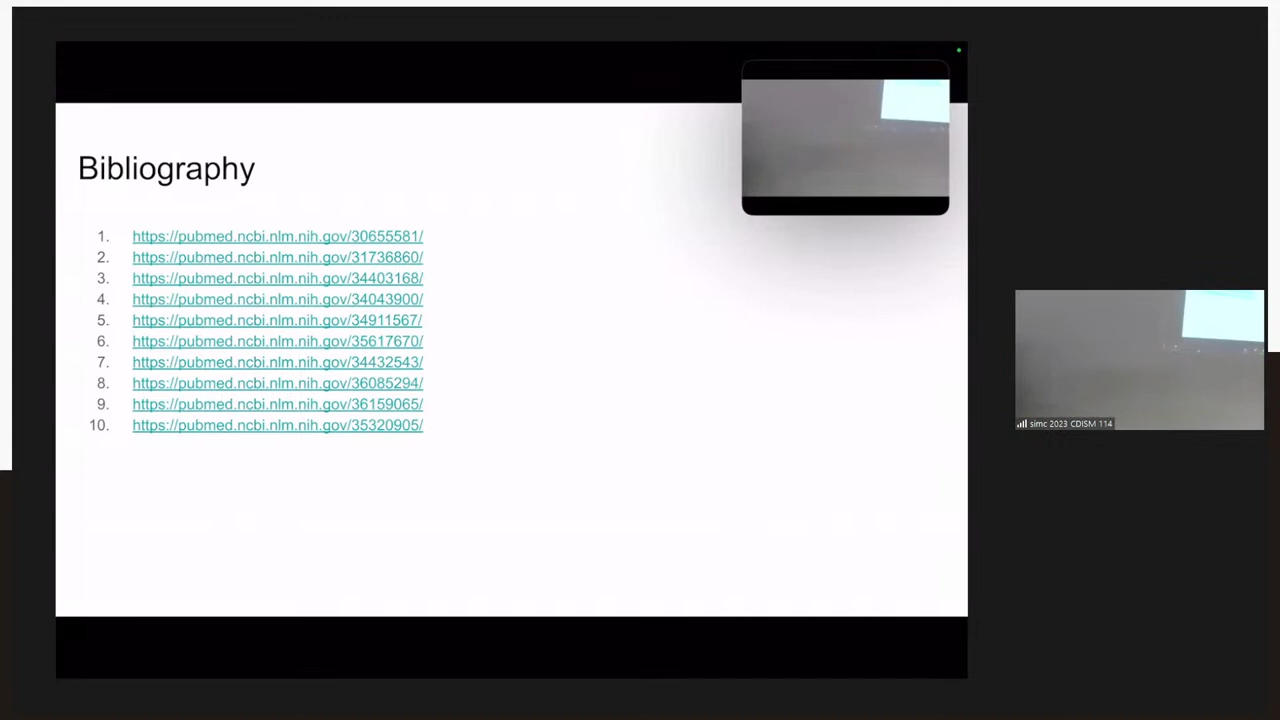 Bibliography
1. https://pubmed.ncbi.nlm.nih.gov/30655581/
2. https://pubmed.ncbi.nlm.nih.gov/31736860/
3. https://pubmed.ncbi.nlm.nih.gov/34403168/
4. https://pubmed.ncbi.nlm.nih.gov/34043900/
5. https://pubmed.ncbi.nlm.nih.gov/34911567/
6. https://pubmed.ncbi.nlm.nih.gov/35617670/
7. https://pubmed.ncbi.nlm.nih.gov/34432543/
8. https://pubmed.ncbi.nlm.nih.gov/36085294/
9. https://pubmed.ncbi.nlm.nih.gov/36159065/
10. https://pubmed.ncbi.nlm.nih.gov/35320905/
simc 2023 CDISM 114